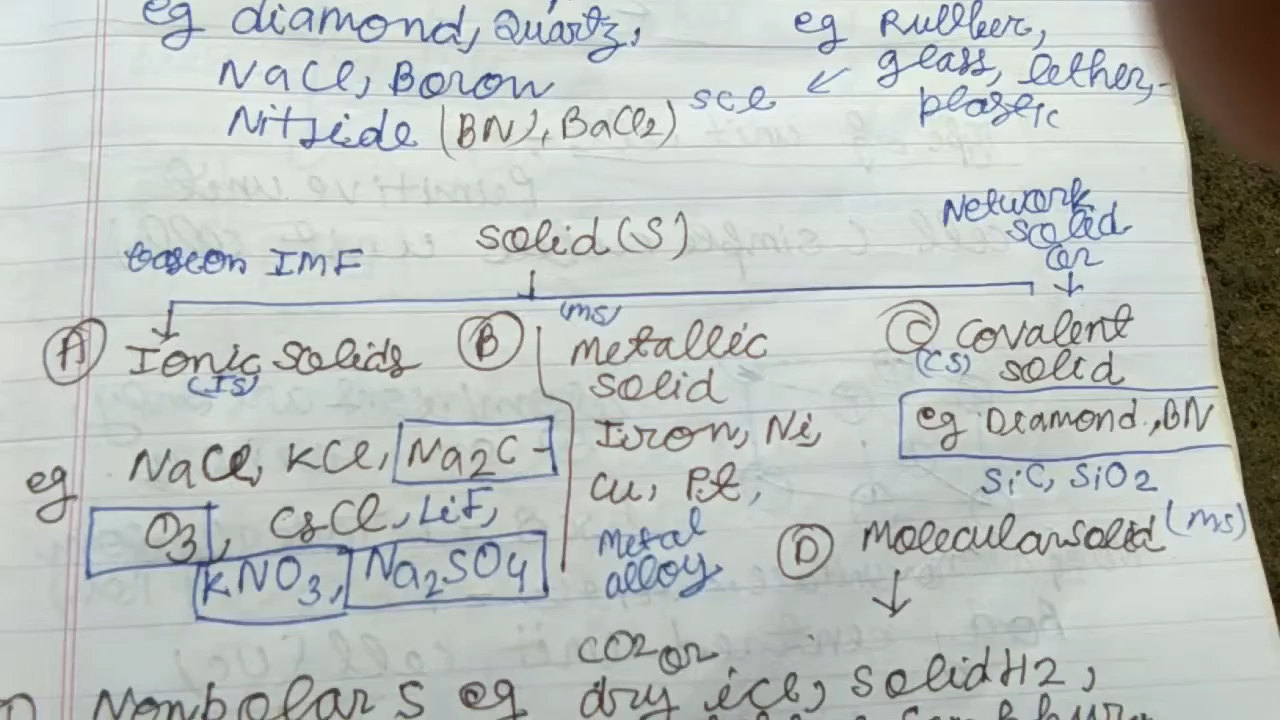 eg diamond, Quartz,
NaCl, Boron
Nitride (BN), BaCl2)
eg Rubber,
glass, lether,
plastic
scl
solid (S)
base on IMF
Network
solid
or
(A) Ionic solids
(IS)
eg NaCl, KCl, Na2C-
O3, CsCl, LiF,
KNO3, Na2SO4
(B) (ms)
metallic
solid
Iron, Ni,
Cu, Pt,
metal
alloy
(C) covalent
(CS) solid
eg Diamond, BN
SiC, SiO2
(D) molecular solid (ms)
CO2 or
Nonpolar S eg dry ice, solid H2,